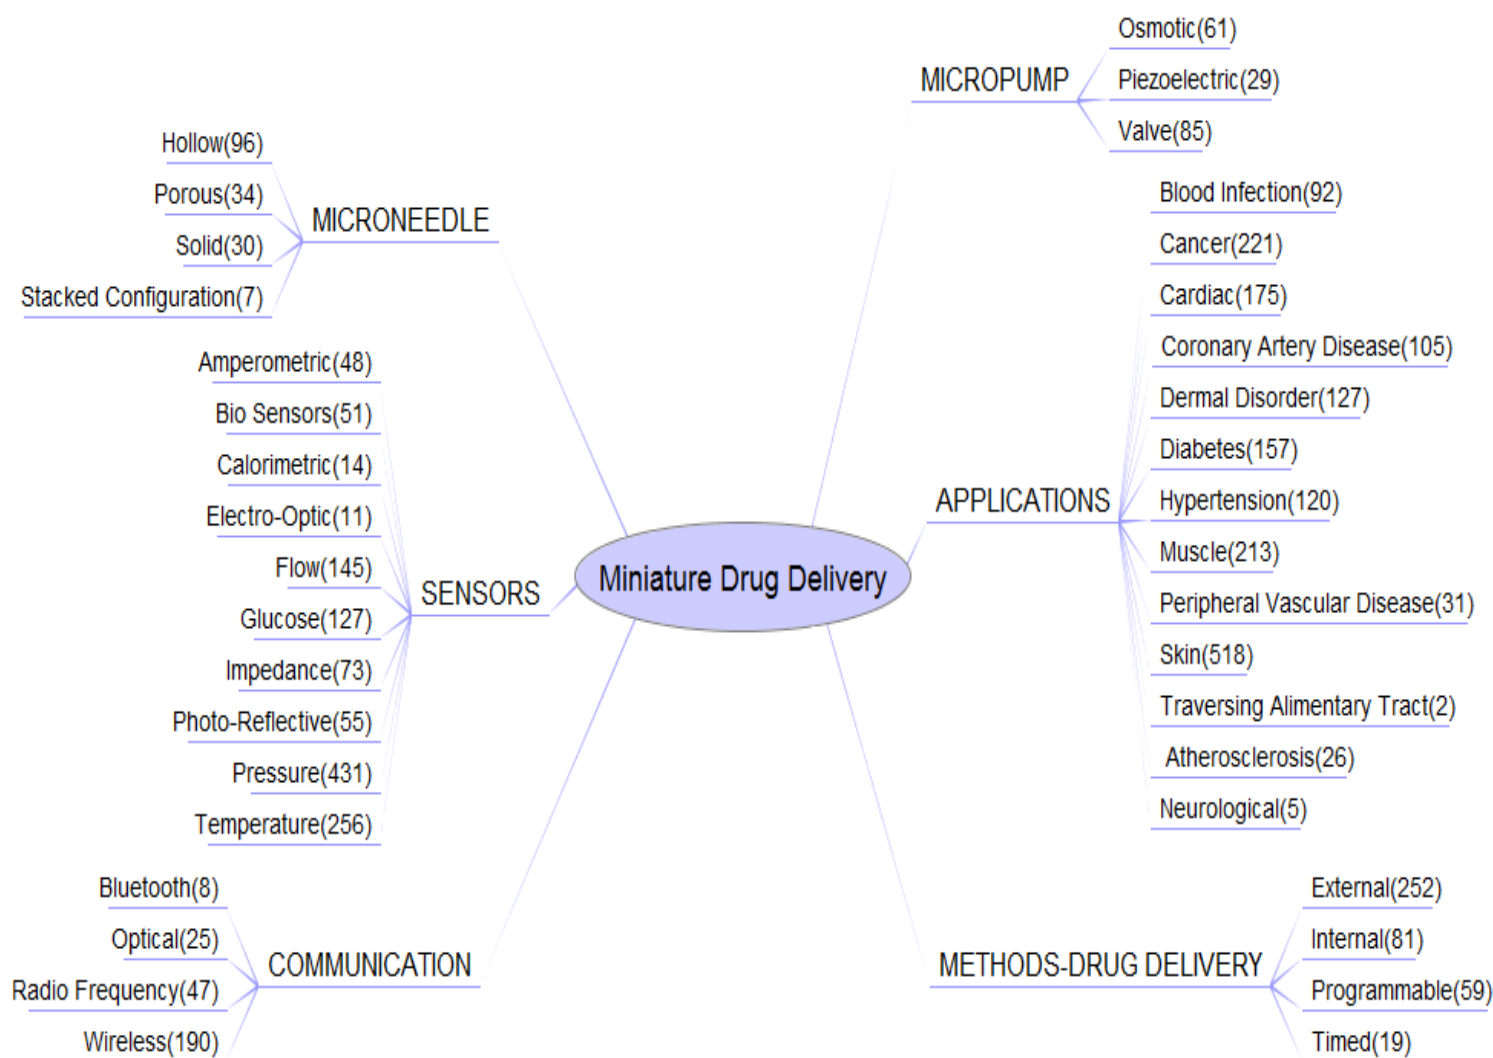 Miniature Drug Delivery
MICRONEEDLE
Hollow(96)
Porous(34)
Solid(30)
Stacked Configuration(7)
SENSORS
Amperometric(48)
Bio Sensors(51)
Calorimetric(14)
Electro-Optic(11)
Flow(145)
Glucose(127)
Impedance(73)
Photo-Reflective(55)
Pressure(431)
Temperature(256)
COMMUNICATION
Bluetooth(8)
Optical(25)
Radio Frequency(47)
Wireless(190)
MICROPUMP
Osmotic(61)
Piezoelectric(29)
Valve(85)
APPLICATIONS
Blood Infection(92)
Cancer(221)
Cardiac(175)
Coronary Artery Disease(105)
Dermal Disorder(127)
Diabetes(157)
Hypertension(120)
Muscle(213)
Peripheral Vascular Disease(31)
Skin(518)
Traversing Alimentary Tract(2)
Atherosclerosis(26)
Neurological(5)
METHODS-DRUG DELIVERY
External(252)
Internal(81)
Programmable(59)
Timed(19)